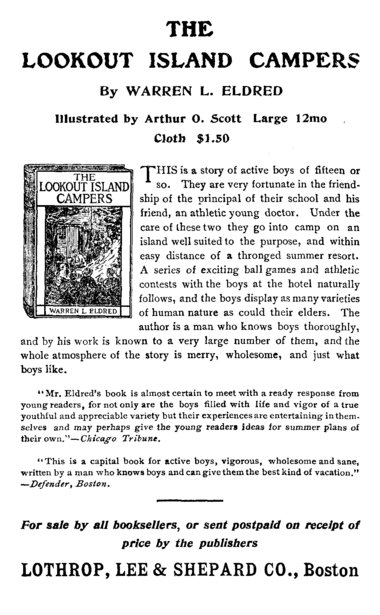 THE
LOOKOUT ISLAND CAMPERS
By WARREN L. ELDRED
Illustrated by Arthur O. Scott Large 12mo
Cloth $1.50
THE
LOOKOUT ISLAND
CAMPERS
WARREN L. ELDRED
THIS is a story of active boys of fifteen or
so. They are very fortunate in the friend-
ship of the principal of their school and his
friend, an athletic young doctor. Under the
care of these two they go into camp on an
island well suited to the purpose, and within
easy distance of a thronged summer resort.
A series of exciting ball games and athletic
contests with the boys at the hotel naturally
follows, and the boys display as many varieties
of human nature as could their elders. The
author is a man who knows boys thoroughly,
and by his work is known to a very large number of them, and the
whole atmosphere of the story is merry, wholesome, and just what
boys like.
"Mr. Eldred's book is almost certain to meet with a ready response from
young readers, for not only are the boys filled with life and vigor of a true
youthful and appreciable variety but their experiences are entertaining in them-
selves and may perhaps give the young readers ideas for summer plans of
their own."—Chicago Tribune.
"This is a capital book for active boys, vigorous, wholesome and sane,
written by a man who knows boys and can give them the best kind of vacation."
—Defender, Boston.
For sale by all booksellers, or sent postpaid on receipt of
price by the publishers
LOTHROP, LEE & SHEPARD CO., Boston